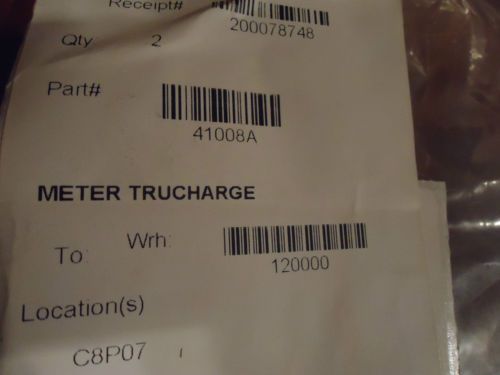 Receipt#
200078748
Qty 2
Part#
41008A
METER TRUCHARGE
To: Wrh:
120000
Location(s)
C8P07